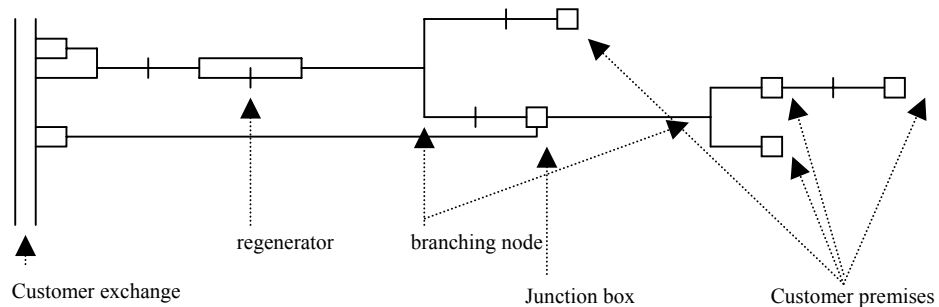 regenerator
branching node
Customer exchange
Junction box
Customer premises